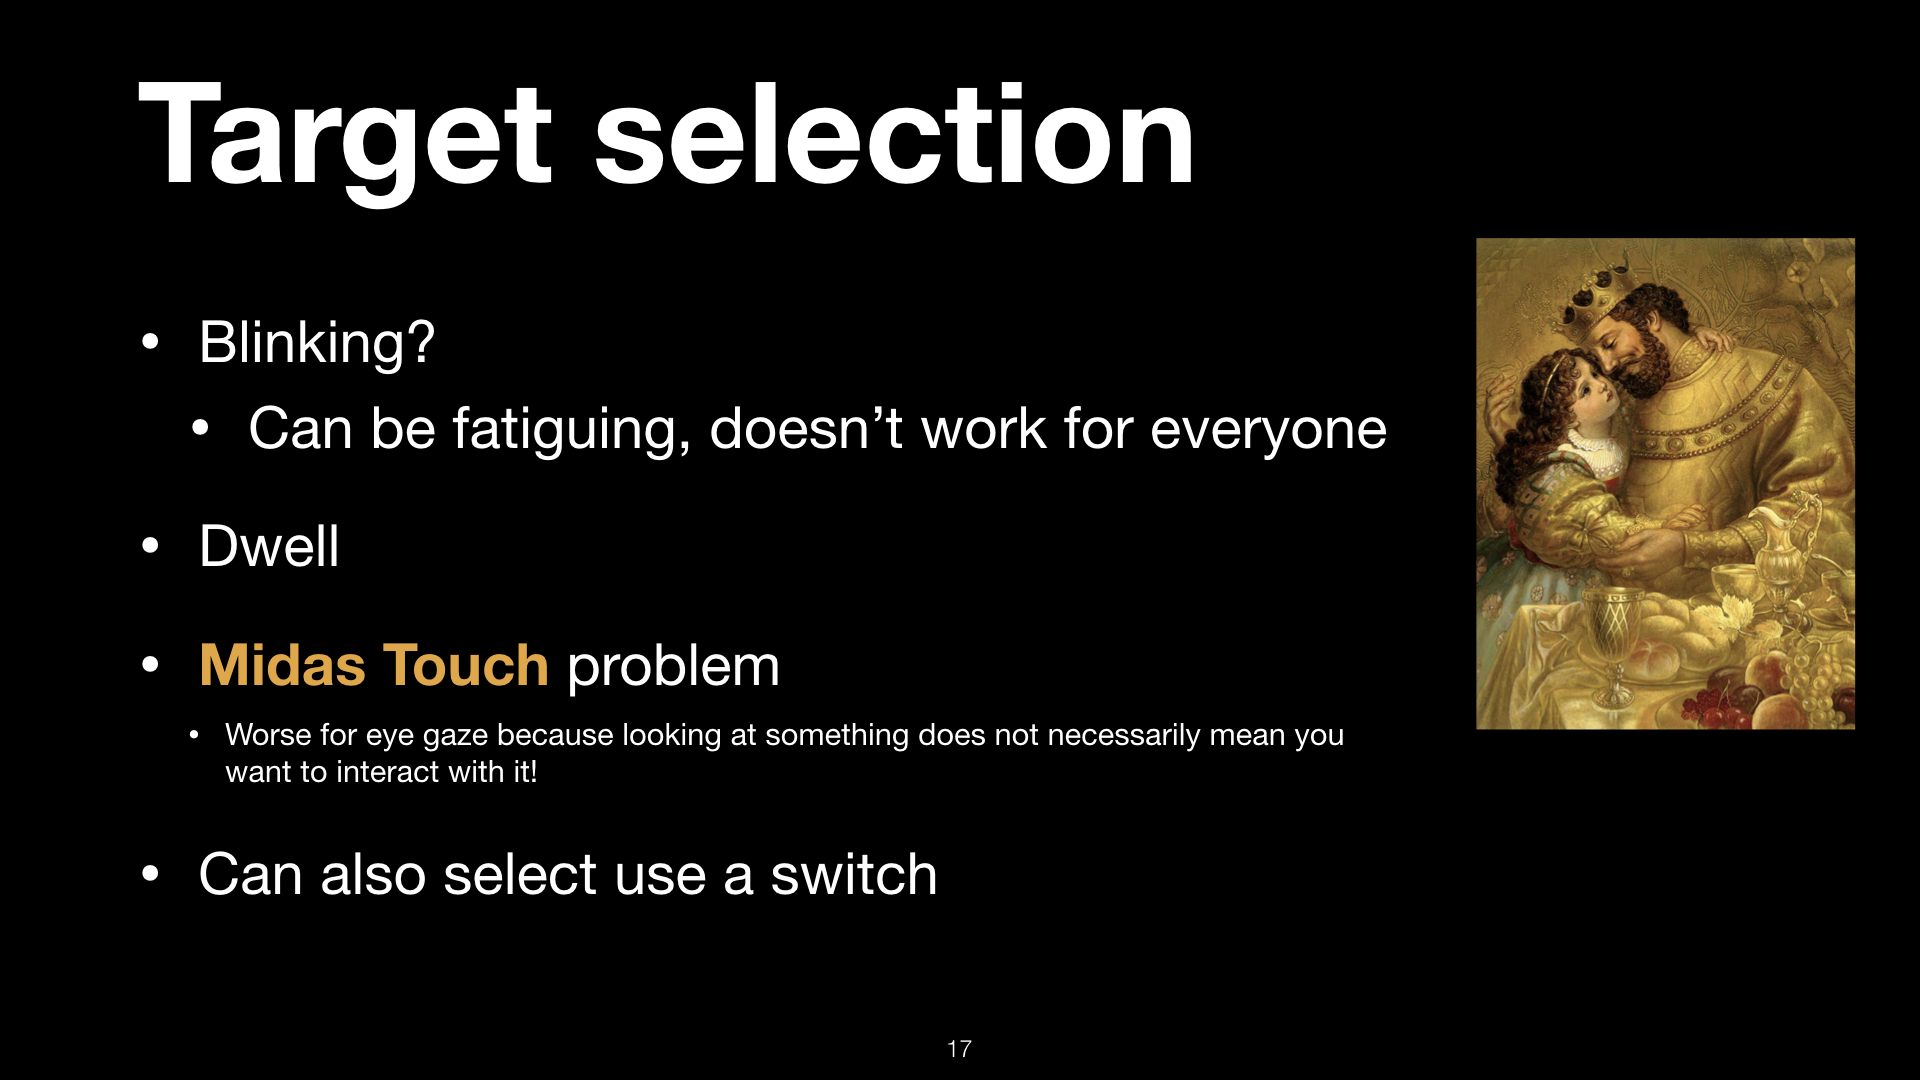 Target selection
• Blinking?
• Can be fatiguing, doesn’t work for everyone
• Dwell
• Midas Touch problem
• Worse for eye gaze because looking at something does not necessarily mean you
want to interact with it!
• Can also select use a switch
17